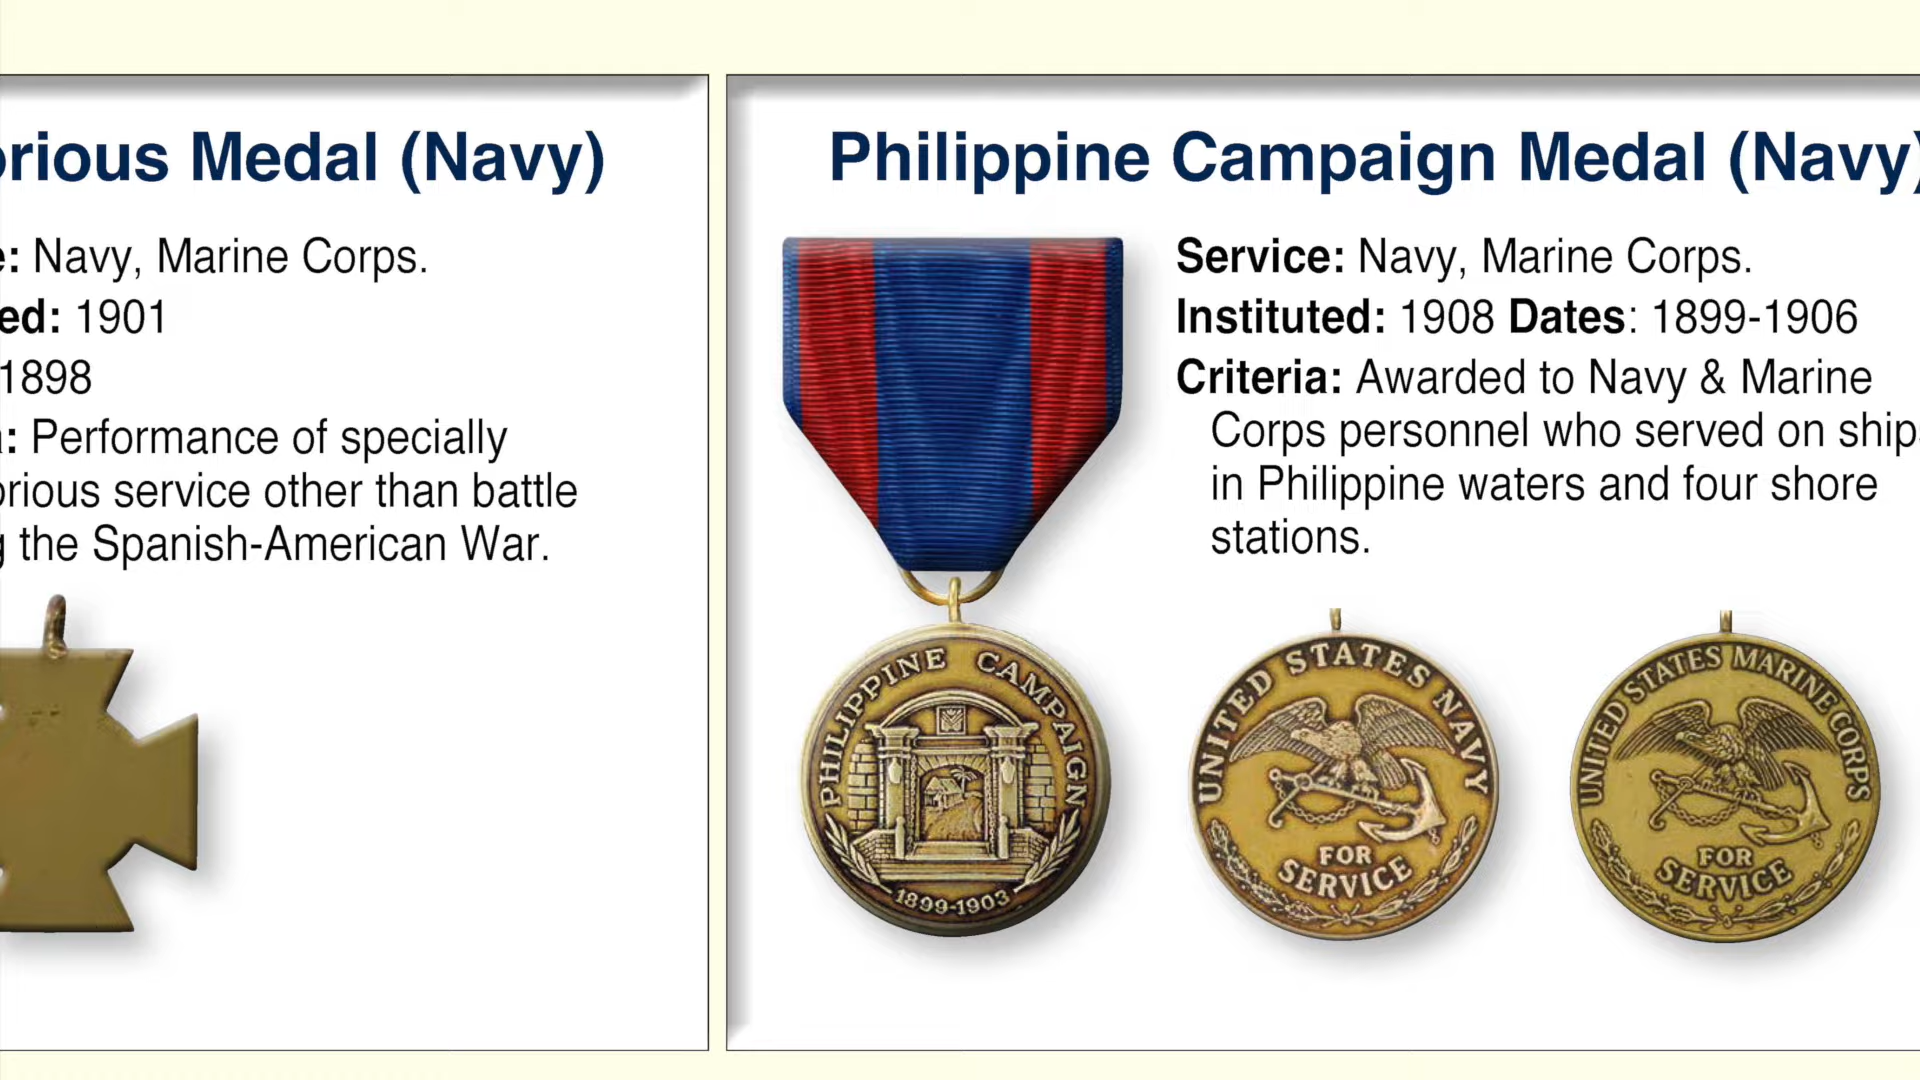 rious Medal (Navy)
: Navy, Marine Corps.
ed: 1901
1898
: Performance of specially
rious service other than battle
the Spanish-American War.
Philippine Campaign Medal (Navy)
Service: Navy, Marine Corps.
Instituted: 1908 Dates: 1899-1906
Criteria: Awarded to Navy & Marine
Corps personnel who served on ships
in Philippine waters and four shore
stations.
PHILIPPINE CAMPAIGN
1899-1903
UNITED STATES NAVY
FOR
SERVICE
UNITED STATES MARINE CORPS
FOR
SERVICE